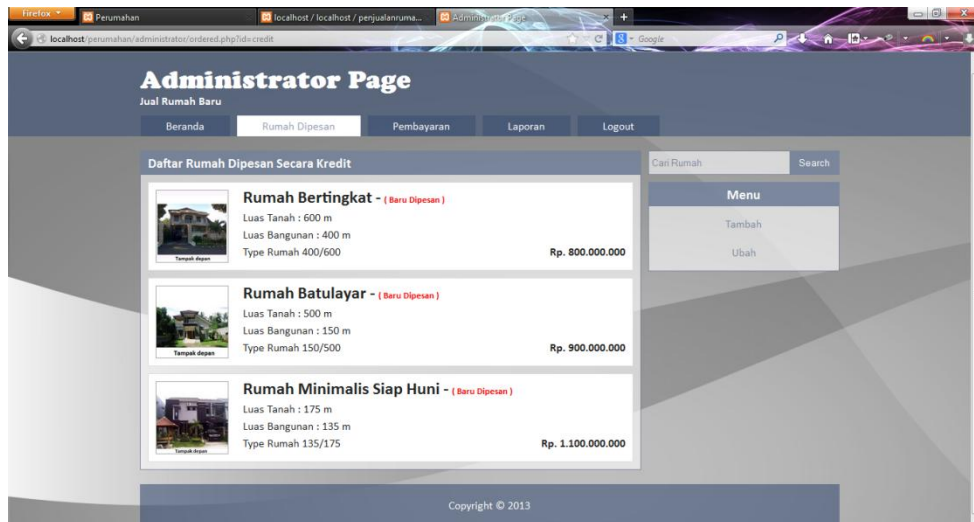 Firefox
Perumahan
localhost / localhost / penjualanruma...
Administrator Page
localhost/perumahan/administrator/ordered.php?id=credit
Google
Administrator Page
Jual Rumah Baru
Beranda
Rumah Dipesan
Pembayaran
Laporan
Logout
Daftar Rumah Dipesan Secara Kredit
Cari Rumah
Search
Rumah Bertingkat - ( Baru Dipesan )
Luas Tanah : 600 m
Luas Bangunan : 400 m
Type Rumah 400/600
Rp. 800.000.000
Tampak depan
Rumah Batulayar - ( Baru Dipesan )
Luas Tanah : 500 m
Luas Bangunan : 150 m
Type Rumah 150/500
Rp. 900.000.000
Tampak depan
Rumah Minimalis Siap Huni - ( Baru Dipesan )
Luas Tanah : 175 m
Luas Bangunan : 135 m
Type Rumah 135/175
Rp. 1.100.000.000
Tampak depan
Menu
Tambah
Ubah
Copyright © 2013